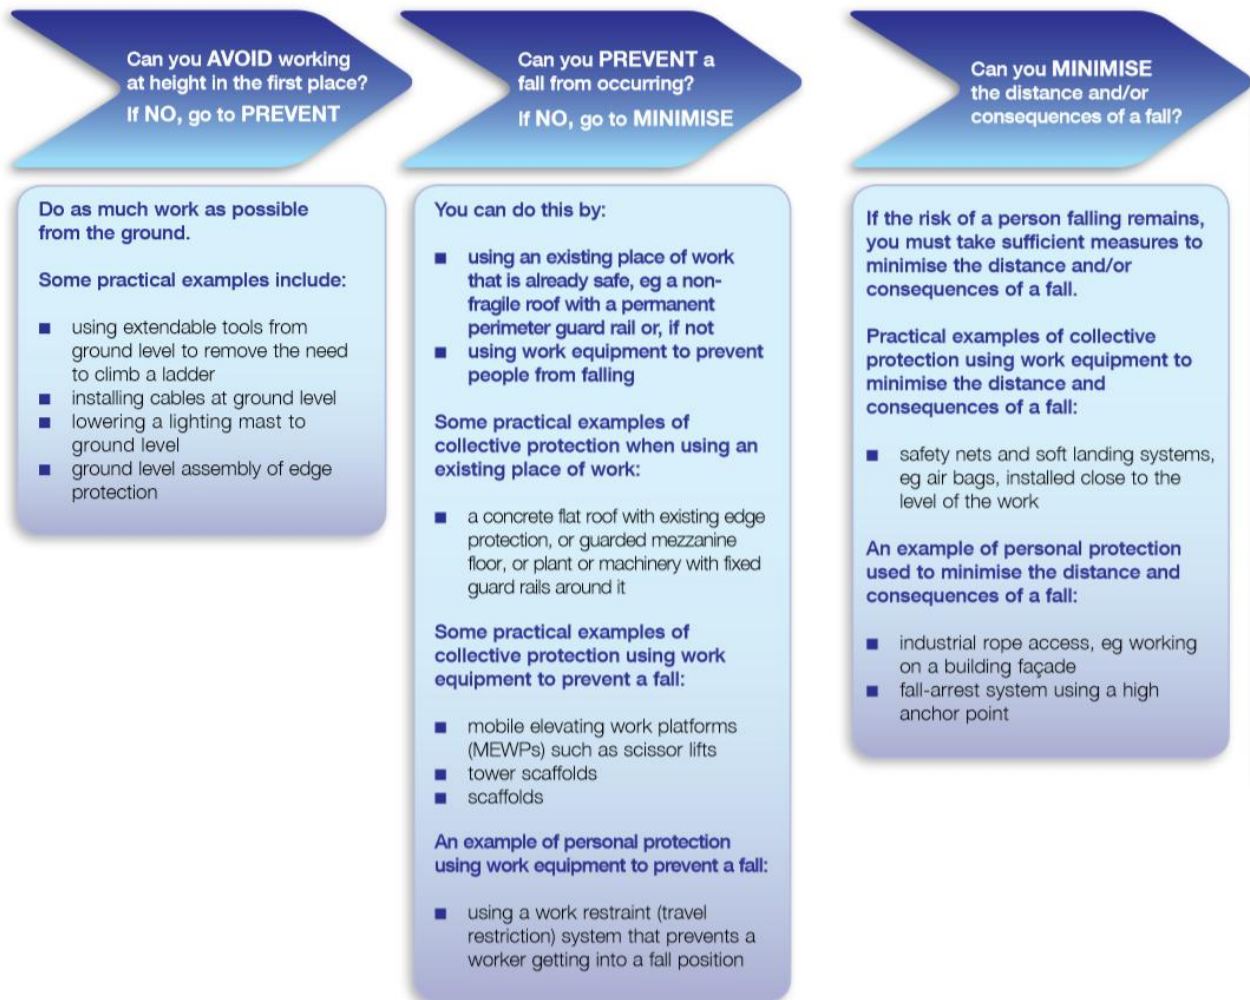 Can you AVOID working
at height in the first place?
If NO, go to PREVENT
Do as much work as possible
from the ground.
Some practical examples include:
■ using extendable tools from
ground level to remove the need
to climb a ladder
■ installing cables at ground level
■ lowering a lighting mast to
ground level
■ ground level assembly of edge
protection
Can you PREVENT a
fall from occurring?
If NO, go to MINIMISE
You can do this by:
■ using an existing place of work
that is already safe, eg a non-
fragile roof with a permanent
perimeter guard rail or, if not
■ using work equipment to prevent
people from falling
Some practical examples of
collective protection when using an
existing place of work:
■ a concrete flat roof with existing edge
protection, or guarded mezzanine
floor, or plant or machinery with fixed
guard rails around it
Some practical examples of
collective protection using work
equipment to prevent a fall:
■ mobile elevating work platforms
(MEWPs) such as scissor lifts
■ tower scaffolds
■ scaffolds
An example of personal protection
using work equipment to prevent a fall:
■ using a work restraint (travel
restriction) system that prevents a
worker getting into a fall position
Can you MINIMISE
the distance and/or
consequences of a fall?
If the risk of a person falling remains,
you must take sufficient measures to
minimise the distance and/or
consequences of a fall.
Practical examples of collective
protection using work equipment to
minimise the distance and
consequences of a fall:
■ safety nets and soft landing systems,
eg air bags, installed close to the
level of the work
An example of personal protection
used to minimise the distance and
consequences of a fall:
■ industrial rope access, eg working
on a building façade
■ fall-arrest system using a high
anchor point